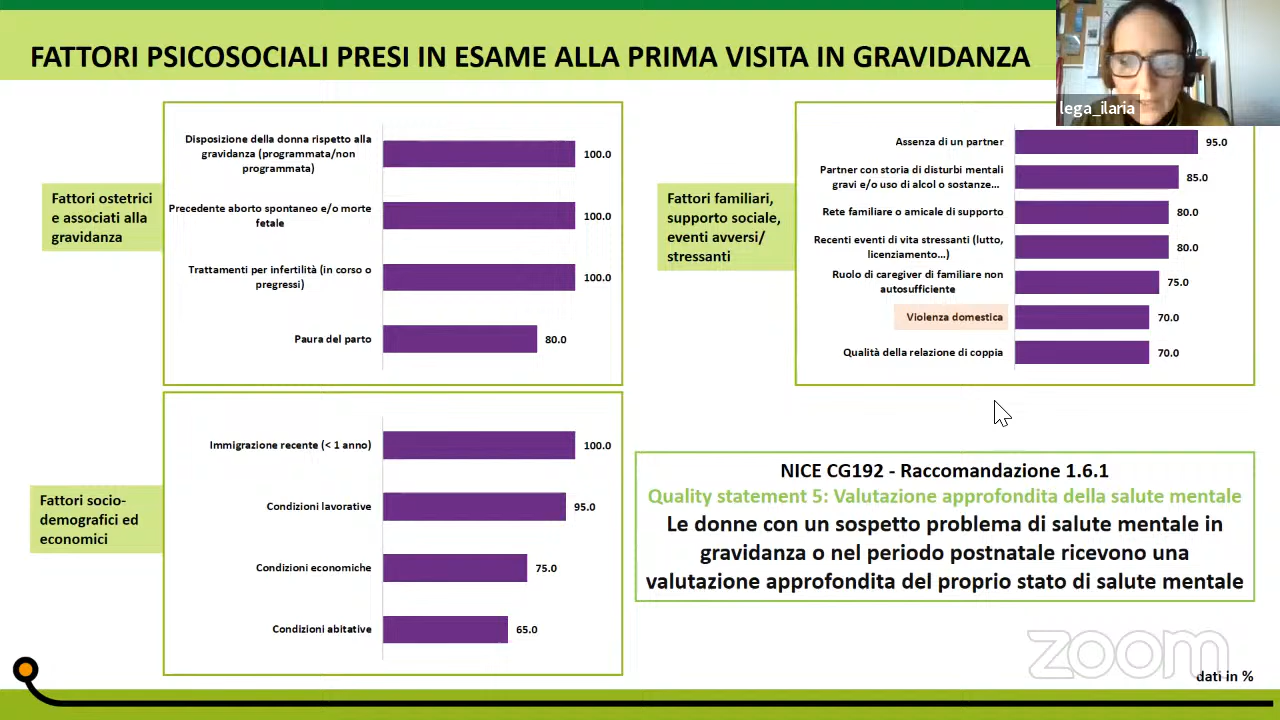 FATTORI PSICOSOCIALI PRESI IN ESAME ALLA PRIMA VISITA IN GRAVIDANZA
lega_ilaria
Fattori ostetrici
e associati alla
gravidanza
Disposizione della donna rispetto alla
gravidanza (programmata/non
programmata)
100.0
Precedente aborto spontaneo e/o morte
fetale
100.0
Trattamenti per infertilità (in corso o
pregressi)
100.0
Paura del parto
80.0
Fattori familiari,
supporto sociale,
eventi avversi/
stressanti
Assenza di un partner
95.0
Partner con storia di disturbi mentali
gravi e/o uso di alcol o sostanze...
85.0
Rete familiare o amicale di supporto
80.0
Recenti eventi di vita stressanti (lutto,
licenziamento...)
80.0
Ruolo di caregiver di familiare non
autosufficiente
75.0
Violenza domestica
70.0
Qualità della relazione di coppia
70.0
Fattori socio-
demografici ed
economici
Immigrazione recente (< 1 anno)
100.0
Condizioni lavorative
95.0
Condizioni economiche
75.0
Condizioni abitative
65.0
NICE CG192 - Raccomandazione 1.6.1
Quality statement 5: Valutazione approfondita della salute mentale
Le donne con un sospetto problema di salute mentale in
gravidanza o nel periodo postnatale ricevono una
valutazione approfondita del proprio stato di salute mentale
zoom
dati in %